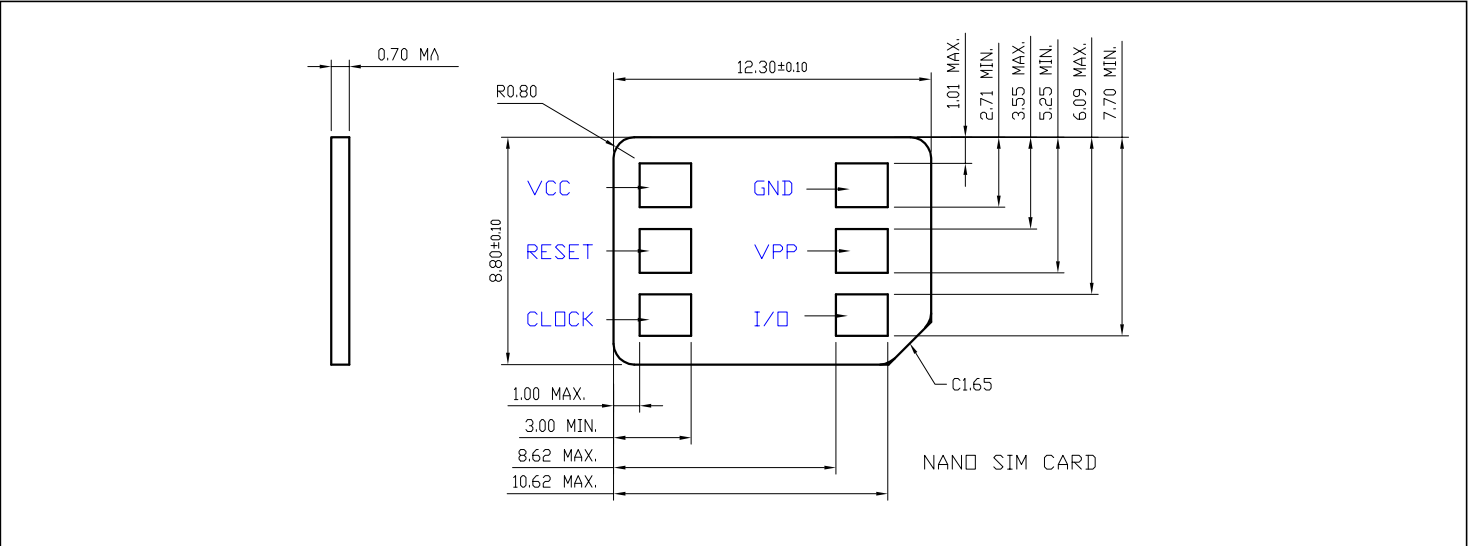 0.70 MΛ
12.30±0.10
R0.80
1.01 MAX.
2.71 MIN.
3.55 MAX.
5.25 MIN.
6.09 MAX.
7.70 MIN.
8.80±0.10
VCC
GND
RESET
VPP
CLOCK
I/O
C1.65
1.00 MAX.
3.00 MIN.
8.62 MAX.
10.62 MAX.
NANO SIM CARD